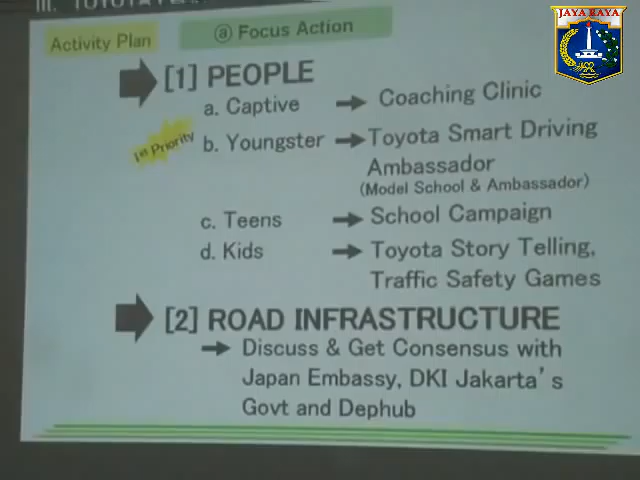 III. TOYOTA
JAYA RAYA
Activity Plan
ⓐ Focus Action
[1] PEOPLE
a. Captive → Coaching Clinic
1st Priority
b. Youngster → Toyota Smart Driving
Ambassador
(Model School & Ambassador)
c. Teens → School Campaign
d. Kids → Toyota Story Telling,
Traffic Safety Games
[2] ROAD INFRASTRUCTURE
→ Discuss & Get Consensus with
Japan Embassy, DKI Jakarta's
Govt and Dephub